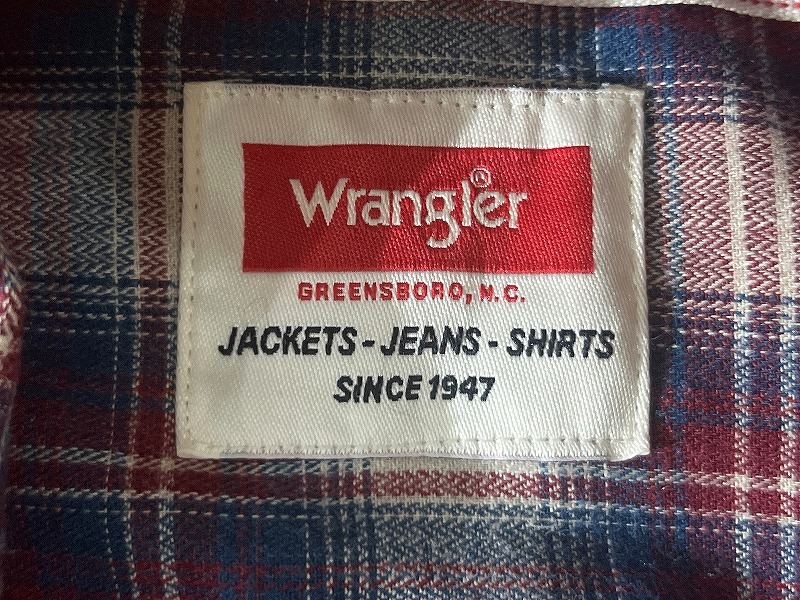 Wrangler®
GREENSBORO, N.C.
JACKETS - JEANS - SHIRTS
SINCE 1947